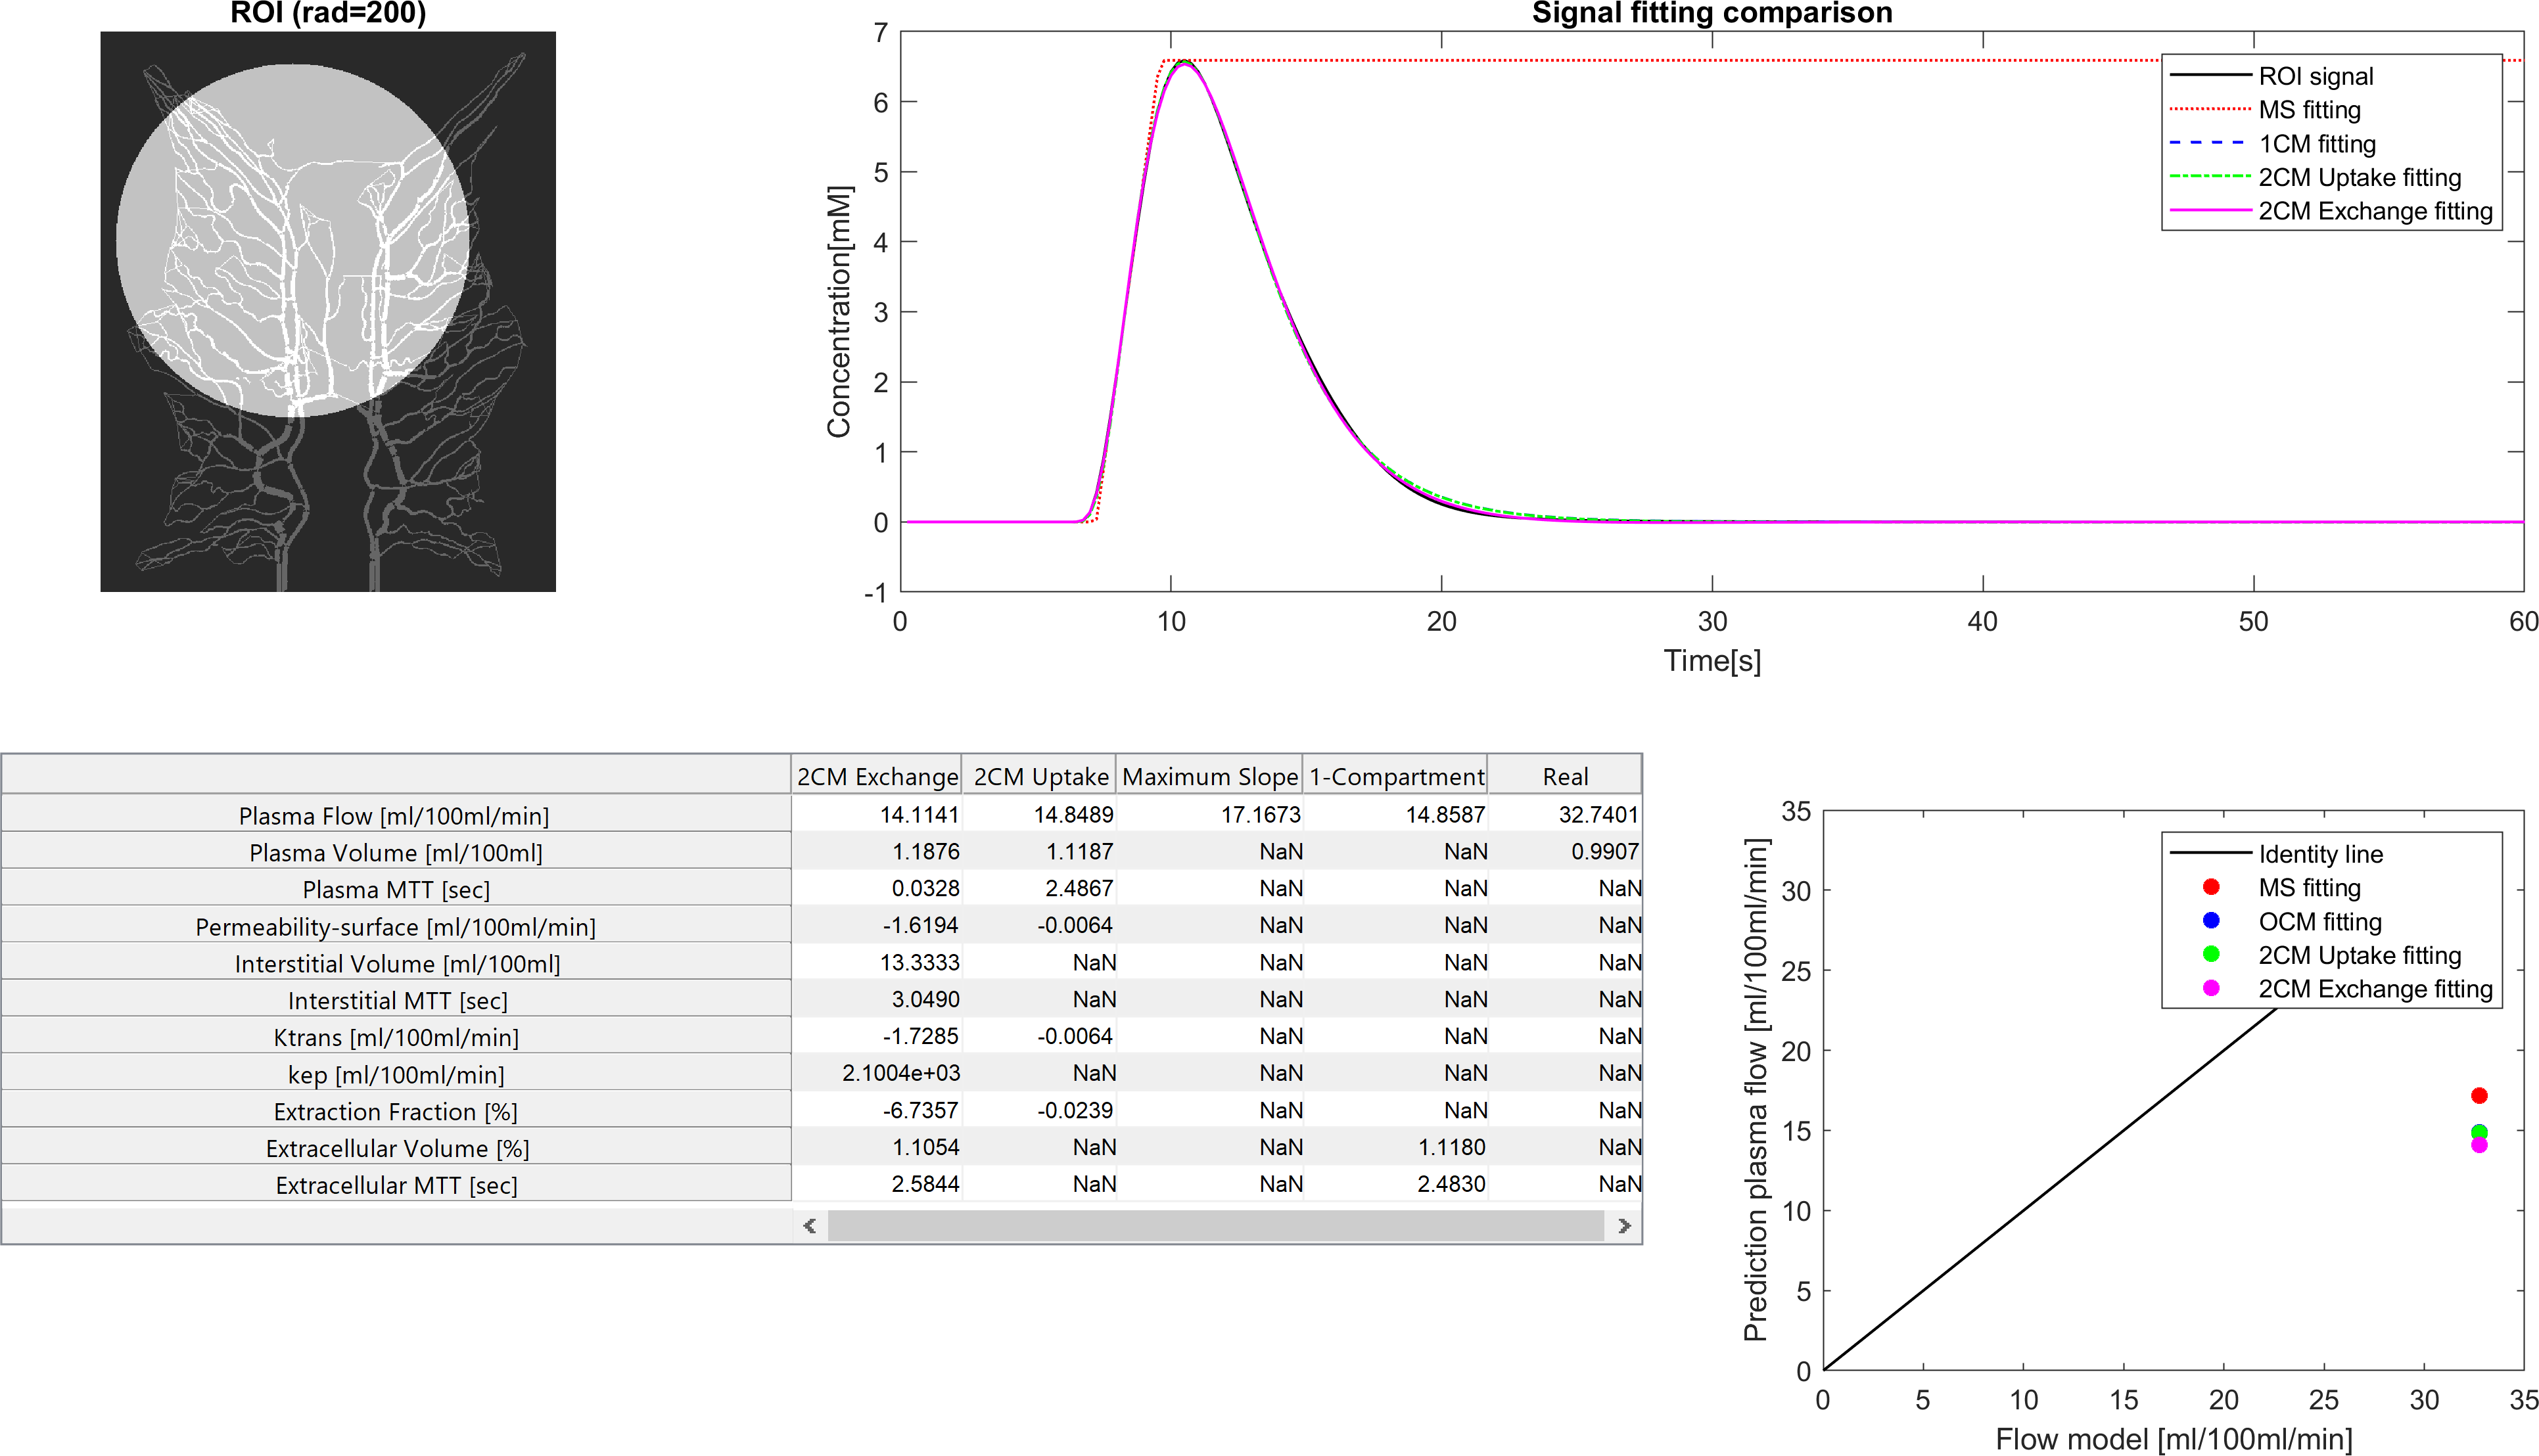 ROI (rad=200)
Signal fitting comparison
7
6
5
4
3
2
1
0
-1
Concentration[mM]
0 10 20 30 40 50 60
Time[s]
ROI signal
MS fitting
1CM fitting
2CM Uptake fitting
2CM Exchange fitting
2CM Exchange 2CM Uptake Maximum Slope 1-Compartment Real
Plasma Flow [ml/100ml/min] 14.1141 14.8489 17.1673 14.8587 32.7401
Plasma Volume [ml/100ml] 1.1876 1.1187 NaN NaN 0.9907
Plasma MTT [sec] 0.0328 2.4867 NaN NaN NaN
Permeability-surface [ml/100ml/min] -1.6194 -0.0064 NaN NaN NaN
Interstitial Volume [ml/100ml] 13.3333 NaN NaN NaN NaN
Interstitial MTT [sec] 3.0490 NaN NaN NaN NaN
Ktrans [ml/100ml/min] -1.7285 -0.0064 NaN NaN NaN
kep [ml/100ml/min] 2.1004e+03 NaN NaN NaN NaN
Extraction Fraction [%] -6.7357 -0.0239 NaN NaN NaN
Extracellular Volume [%] 1.1054 NaN NaN 1.1180 NaN
Extracellular MTT [sec] 2.5844 NaN NaN 2.4830 NaN
35
30
25
20
15
10
5
0
Prediction plasma flow [ml/100ml/min]
0 5 10 15 20 25 30 35
Flow model [ml/100ml/min]
Identity line
MS fitting
OCM fitting
2CM Uptake fitting
2CM Exchange fitting